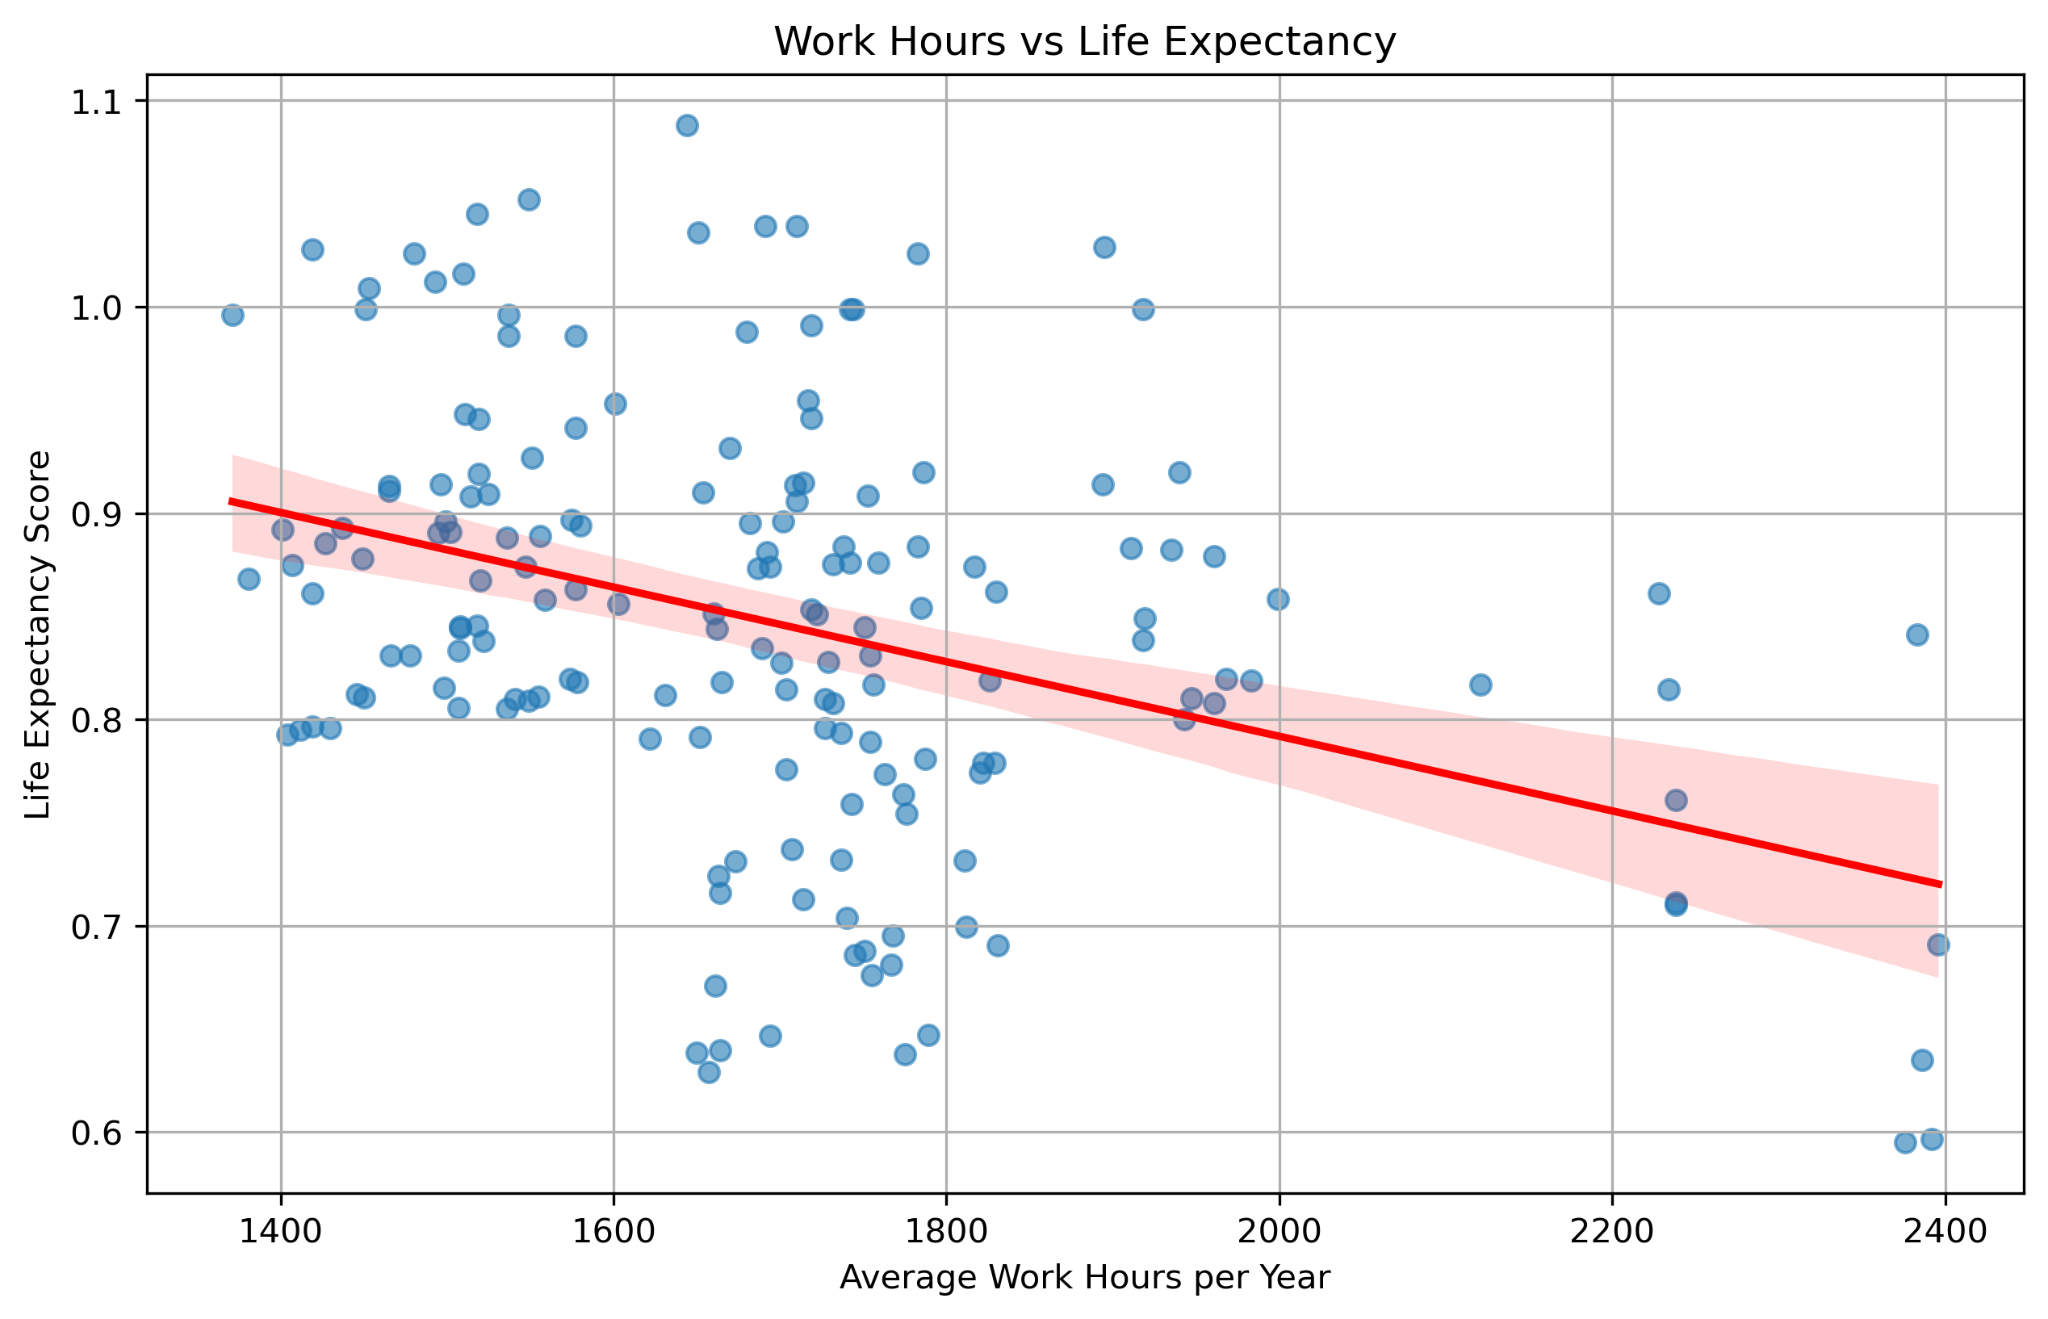 Work Hours vs Life Expectancy
1.1
1.0
0.9
0.8
0.7
0.6
Life Expectancy Score
1400 1600 1800 2000 2200 2400
Average Work Hours per Year